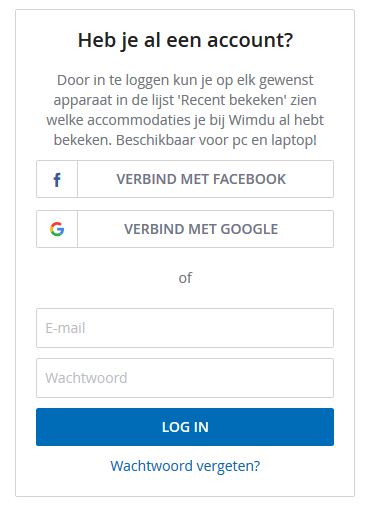 Heb je al een account?
Door in te loggen kun je op elk gewenst
apparaat in de lijst 'Recent bekeken' zien
welke accommodaties je bij Wimdu al hebt
bekeken. Beschikbaar voor pc en laptop!
VERBIND MET FACEBOOK
VERBIND MET GOOGLE
of
E-mail
Wachtwoord
LOG IN
Wachtwoord vergeten?